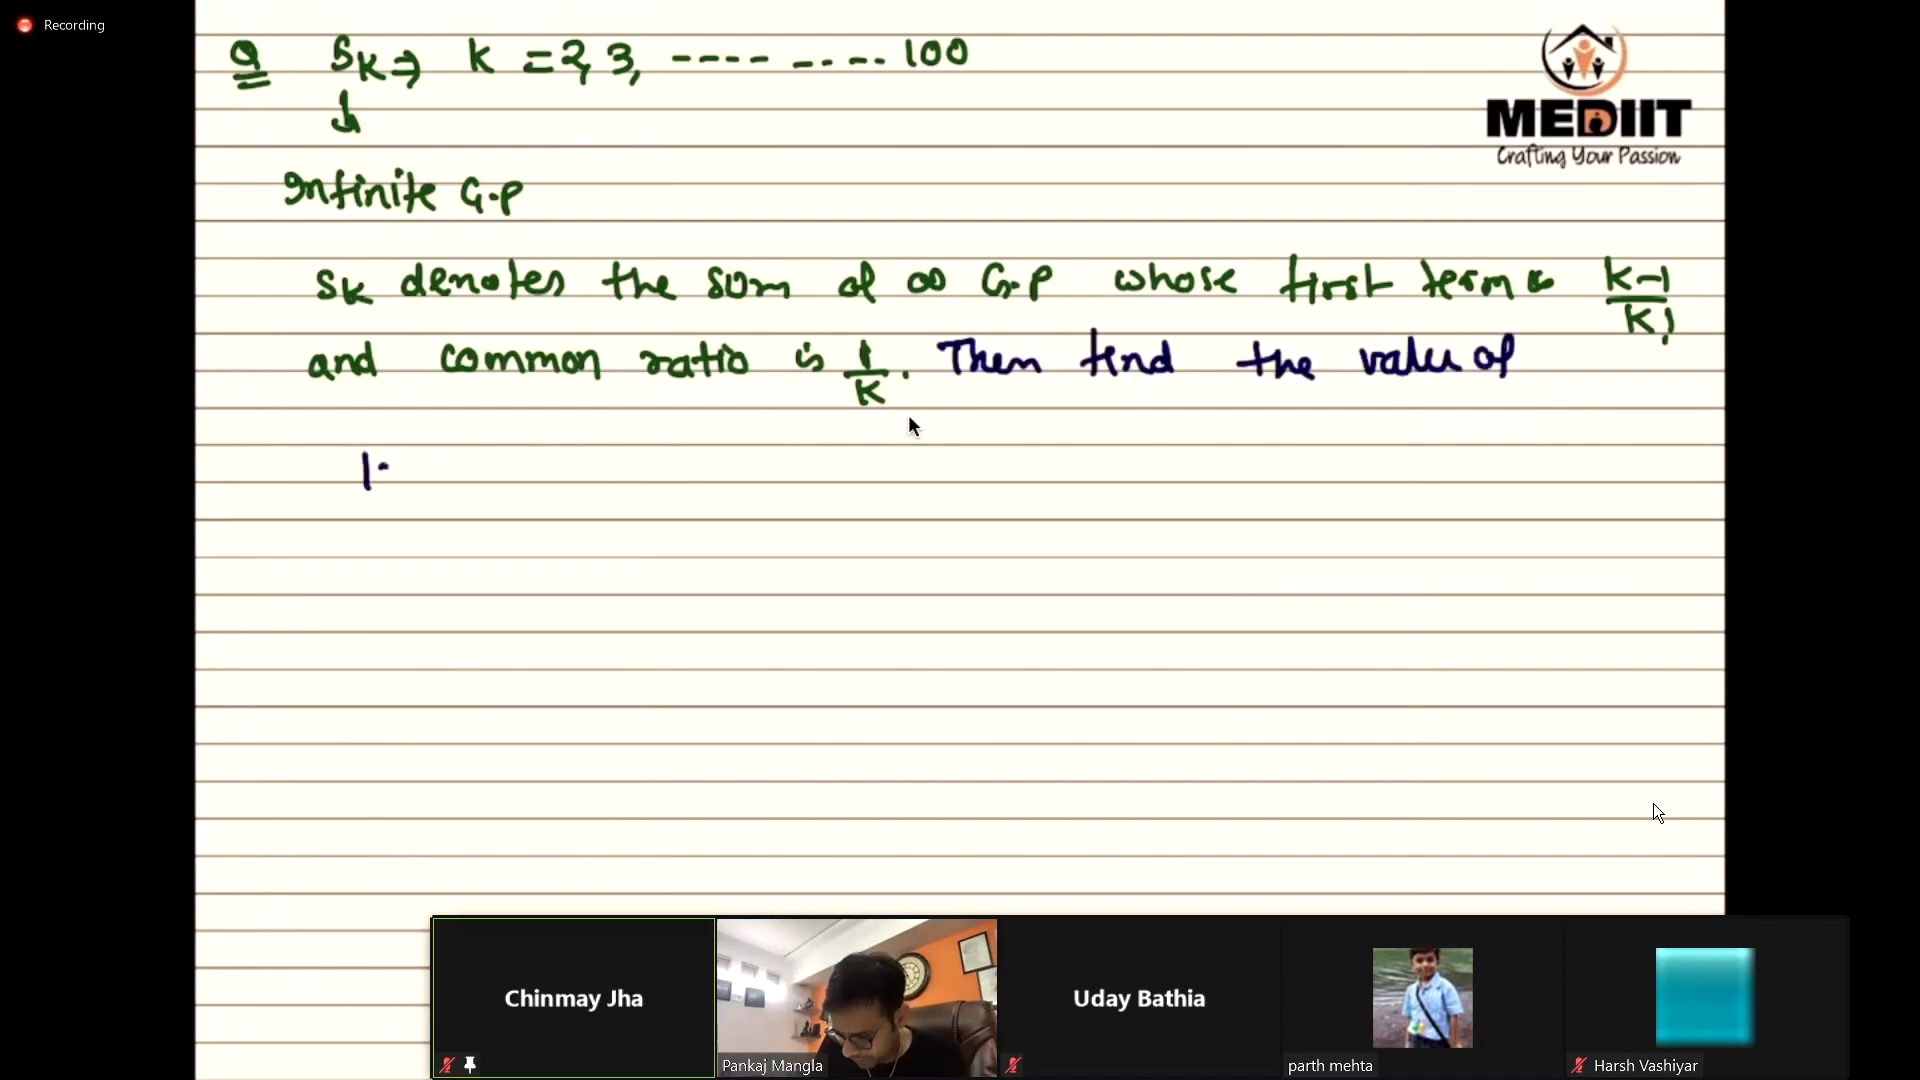 Recording
Q SK ⇒ K = 2, 3, ---- ---- 100
↓
Infinite G.P
SK denotes the sum of ∞ G.P whose first term is K-1/K,
and common ratio is 1/K. Then find the value of
MEDIIT
Crafting Your Passion
Chinmay Jha
Pankaj Mangla
Uday Bathia
parth mehta
Harsh Vashiyar